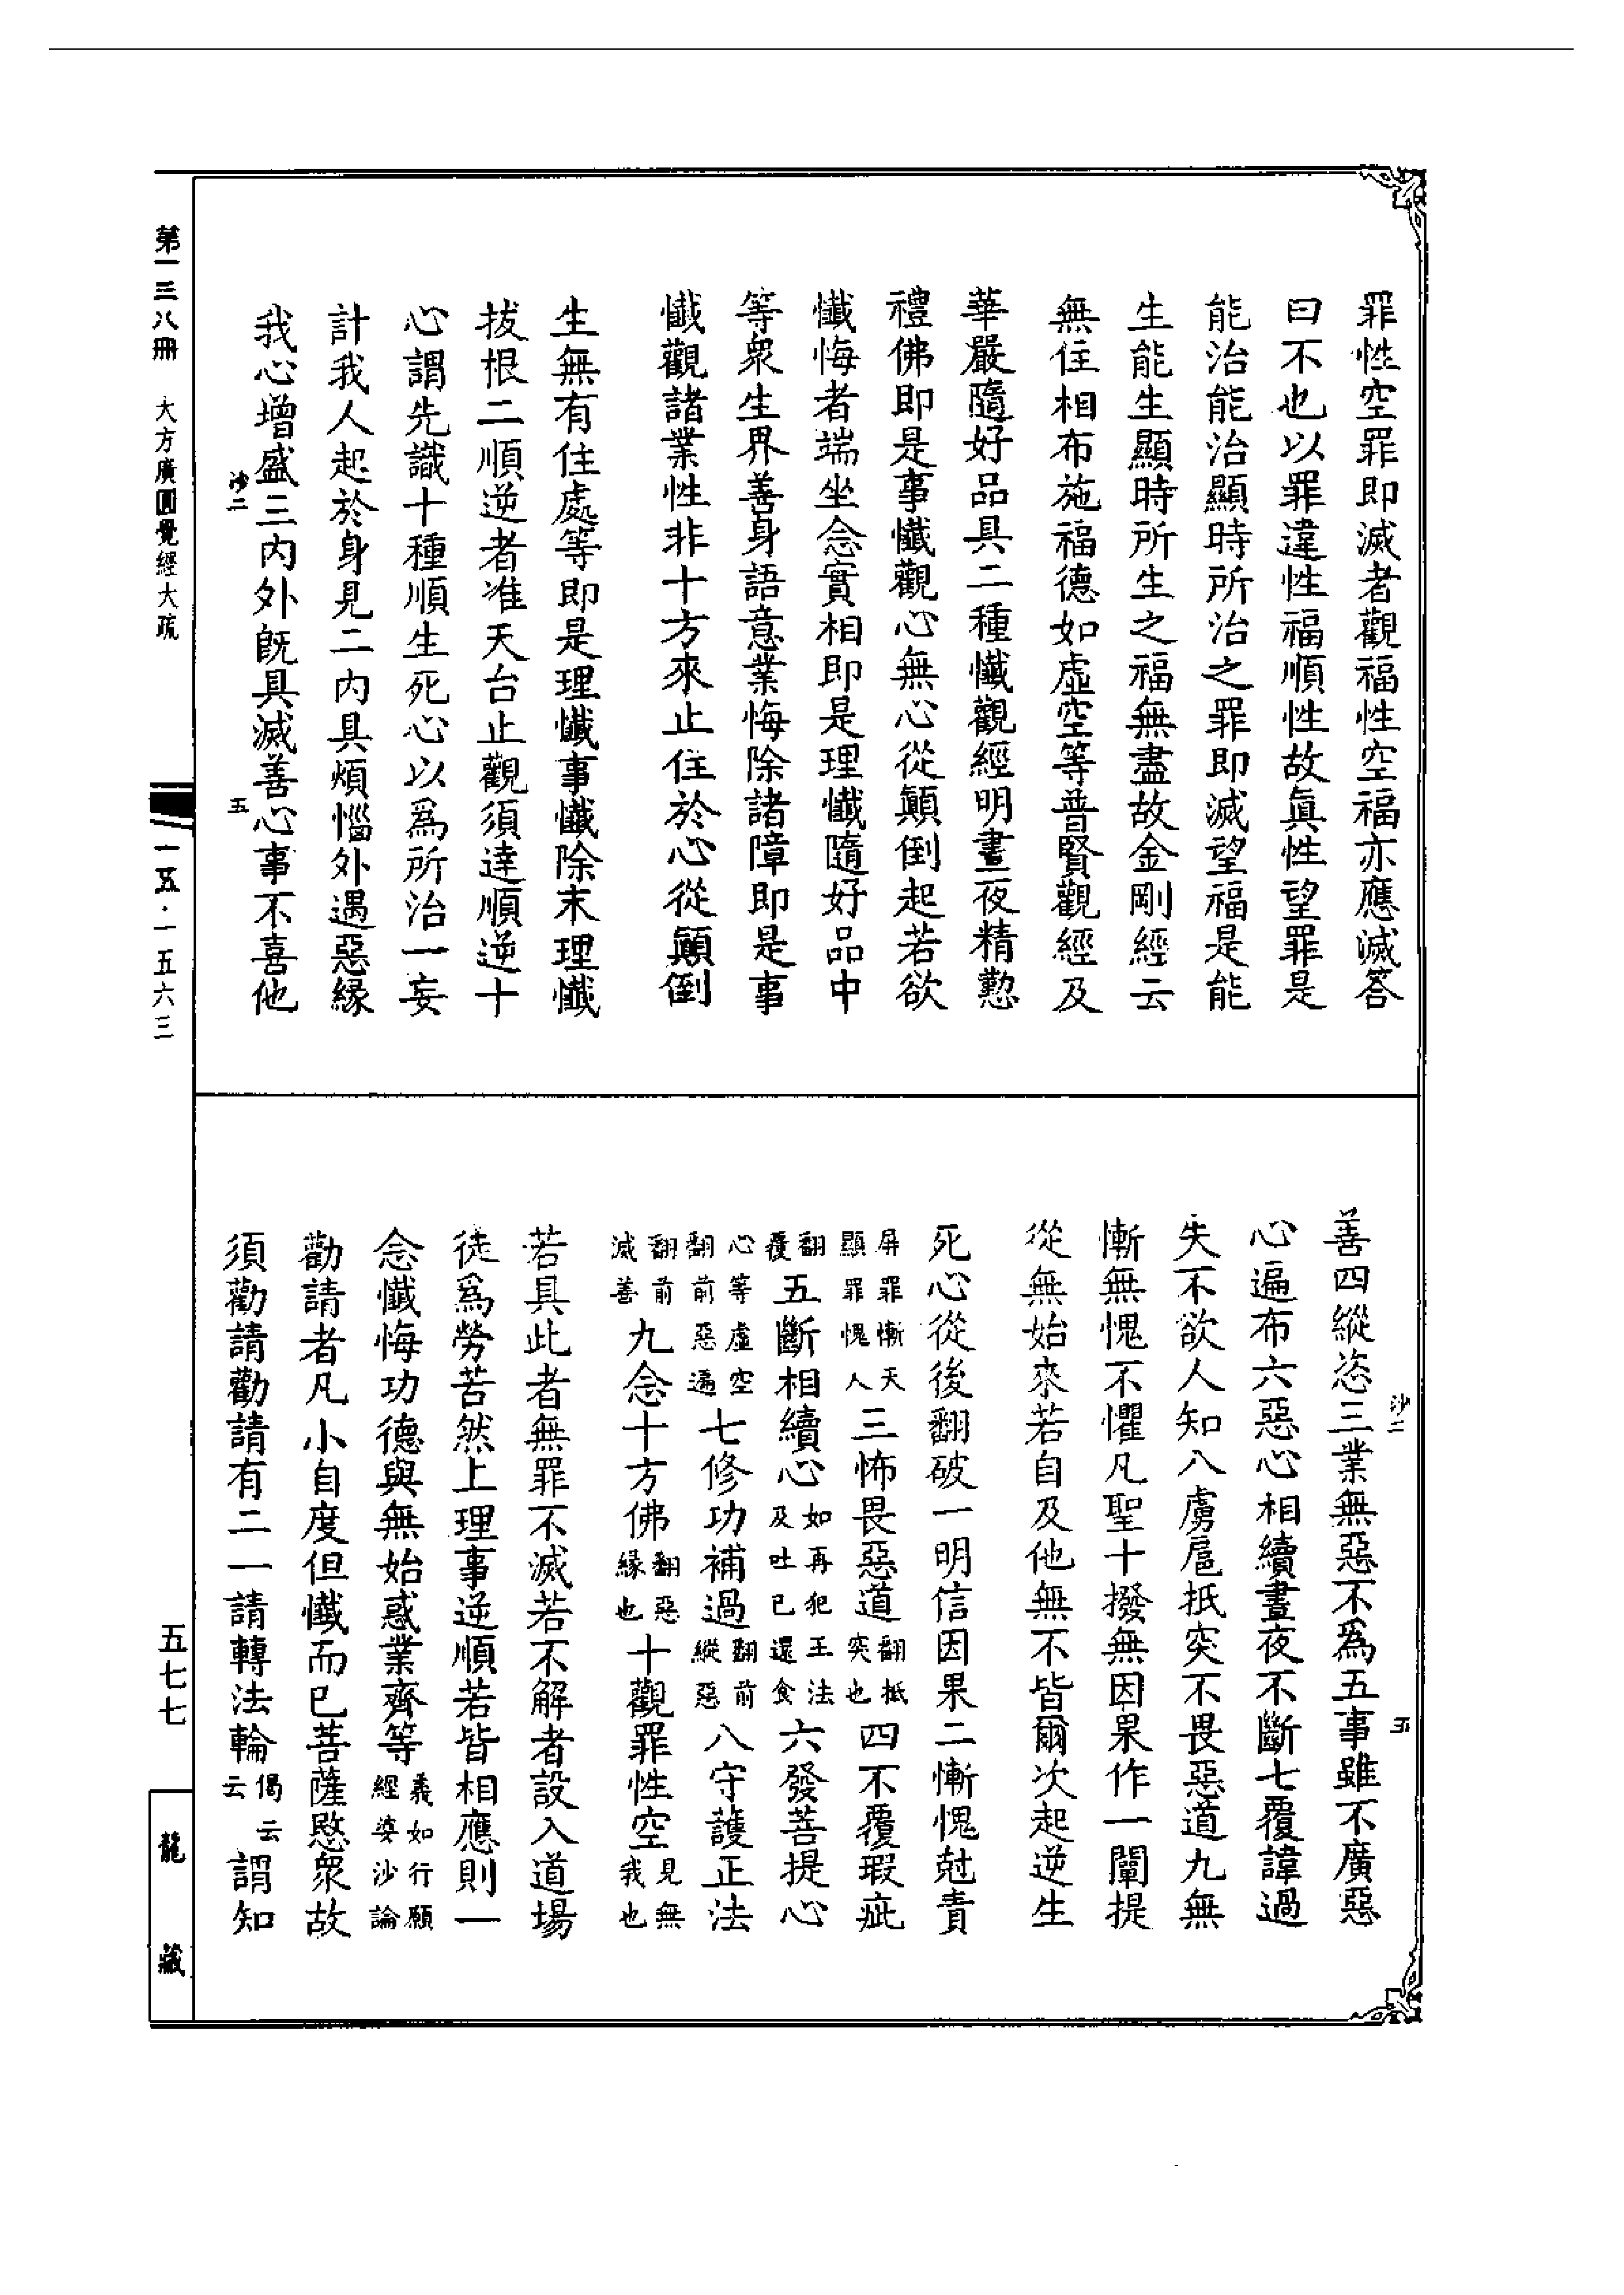 罪性空罪即滅者觀福性空福亦應滅答
曰不也以罪違性福順性故眞性望罪是
能治能治顯時所治之罪即滅望福是能
生能生顯時所生之福無盡故金剛經云
無住相布施福德如虛空等普賢觀經及
華嚴隨好品具二種懺觀經明晝夜精懃
禮佛即是事懺觀心無心從顛倒起若欲
懺悔者端坐念實相即是理懺隨好品中
等衆生界善身語意業悔除諸障即是事
懺觀諸業性非十方來止住於心從顛倒
生無有住處等即是理懺事懺除末理懺
拔根二順逆者准天台止觀須達順逆十
心謂先識十種順生死心以爲所治一妄
計我人起於身見二内具煩惱外遇惡緣
我心增盛三内外旣具滅善心事不喜他
沙二 五
善四縱恣三業無惡不爲五事雖不廣惡
心遍布六惡心相續晝夜不斷七覆諱過
失不欲人知八虜扈抵突不畏惡道九無
慚無愧不懼凡聖十撥無因果作一闡提
從無始來若自及他無不皆爾次起逆生
死心從後翻破一明信因果二慚愧尅責
屏罪慚天顯罪愧人三怖畏惡道翻抵突也四不覆瑕疵
翻覆五斷相續心如再犯王法及吐已還食六發菩提心
心等虛空翻前惡遍七修功補過翻前縱惡八守護正法
翻前滅善九念十方佛翻惡緣也十觀罪性空見無我也
若具此者無罪不滅若不解者設入道場
徒爲勞苦然上理事逆順若皆相應則一
念懺悔功德與無始惑業齊等義如行願經婆沙論
勸請者凡小自度但懺而已菩薩愍衆故
須勸請勸請有二一請轉法輪偈云云謂知
沙二 五
第一三八册 大方廣圓覺經大疏
一五·一五六三
五七七
龍藏